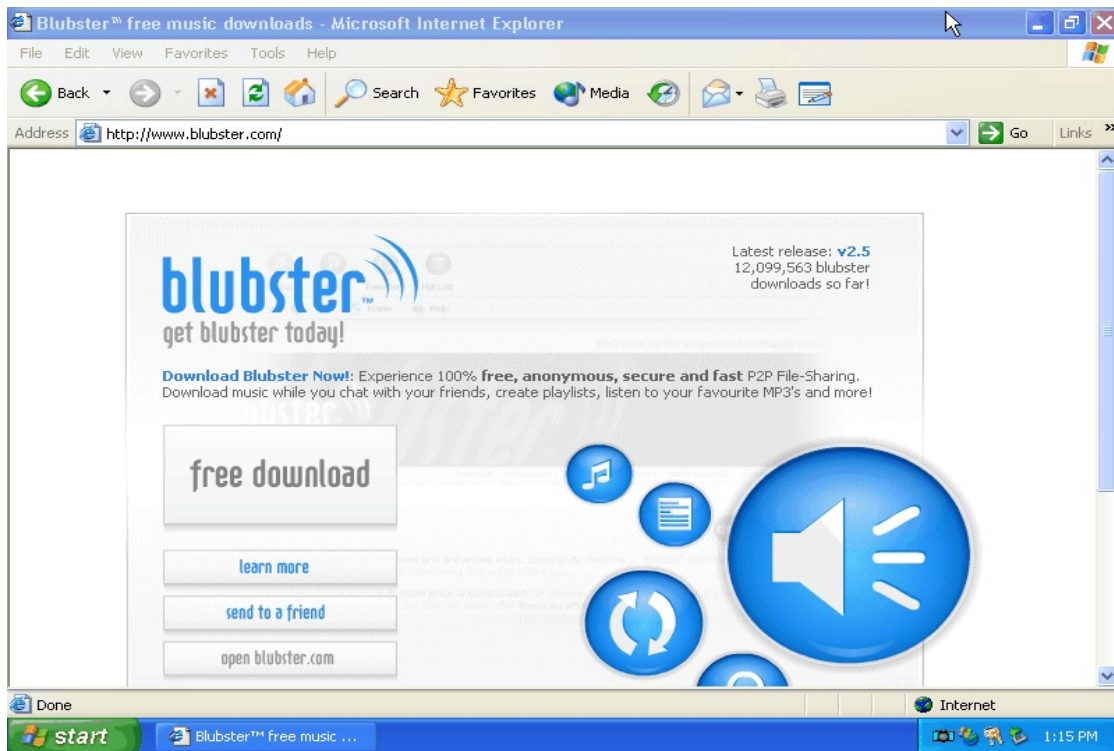 Blubster™ free music downloads - Microsoft Internet Explorer
File Edit View Favorites Tools Help
Back Search Favorites Media
Address http://www.blubster.com/ Go Links »
Latest release: v2.5
12,099,563 blubster
downloads so far!
blubster™
get blubster today!
Download Blubster Now!: Experience 100% free, anonymous, secure and fast P2P File-Sharing.
Download music while you chat with your friends, create playlists, listen to your favourite MP3's and more!
free download
learn more
send to a friend
open blubster.com
Done Internet
start Blubster™ free music ... 1:15 PM